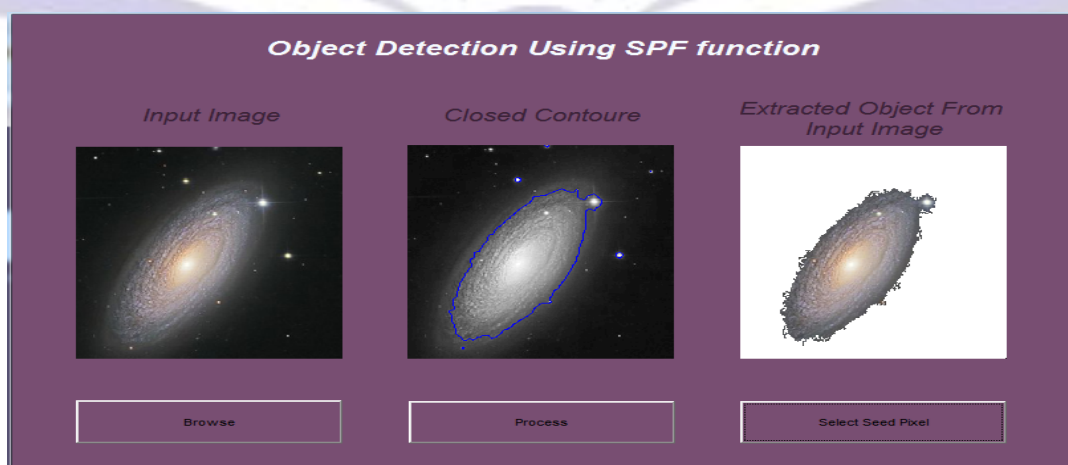 Object Detection Using SPF function
Input Image
Closed Contoure
Extracted Object From
Input Image
Browse
Process
Select Seed Pixel